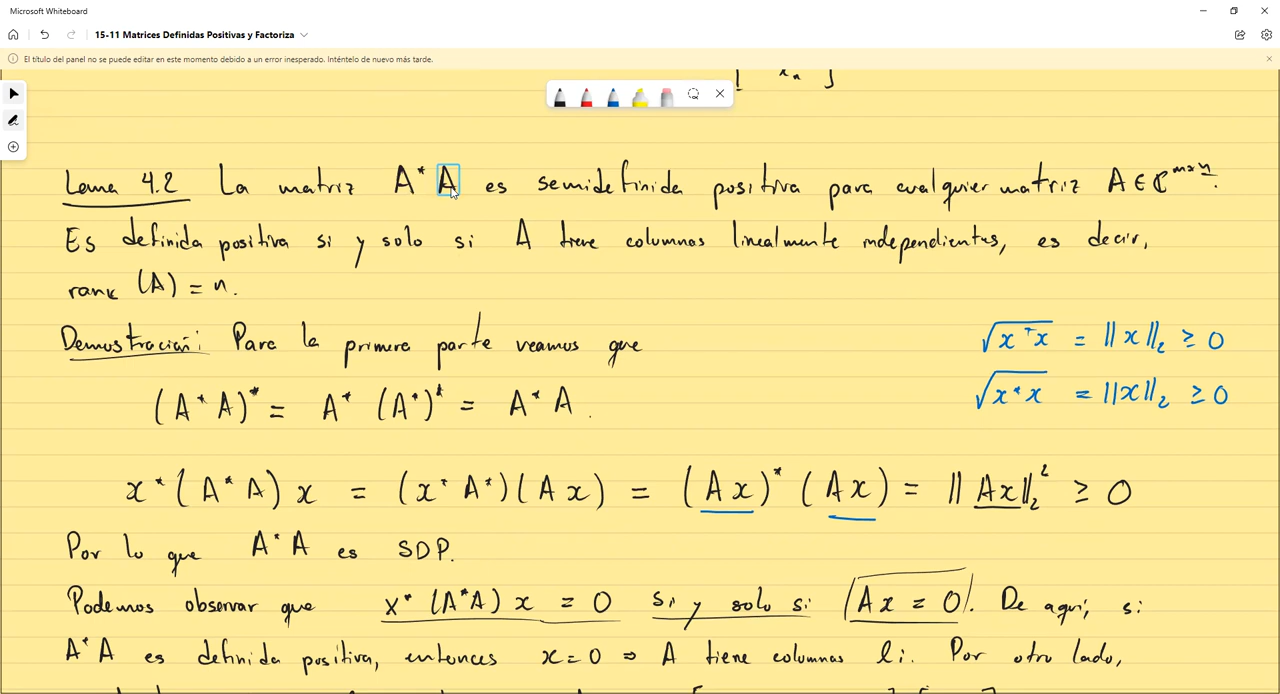 Microsoft Whiteboard
15-11 Matrices Definidas Positivas y Factoriza
El título del panel no se puede editar en este momento debido a un error inesperado. Inténtelo de nuevo más tarde.
xₙ ]
Lema 4.2 La matriz A* A es semidefinida positiva para cualquier matriz A ∈ ℂᵐˣⁿ.
Es definida positiva si y solo si A tiene columnas linealmente independientes, es decir,
rank (A) = n.
Demostración: Para la primera parte veamos que
√(xᵀx) = ||x||₂ ≥ 0
(A* A)* = A* (A*)* = A* A.
√(x*x) = ||x||₂ ≥ 0
x* (A* A) x = (x* A*)(Ax) = (Ax)* (Ax) = ||Ax||₂² ≥ 0
Por lo que A*A es SDP.
Podemos observar que x* (A*A) x = 0 si y solo si (Ax = 0). De aquí, si
A*A es definida positiva, entonces x=0 ⇒ A tiene columnas li. Por otro lado,